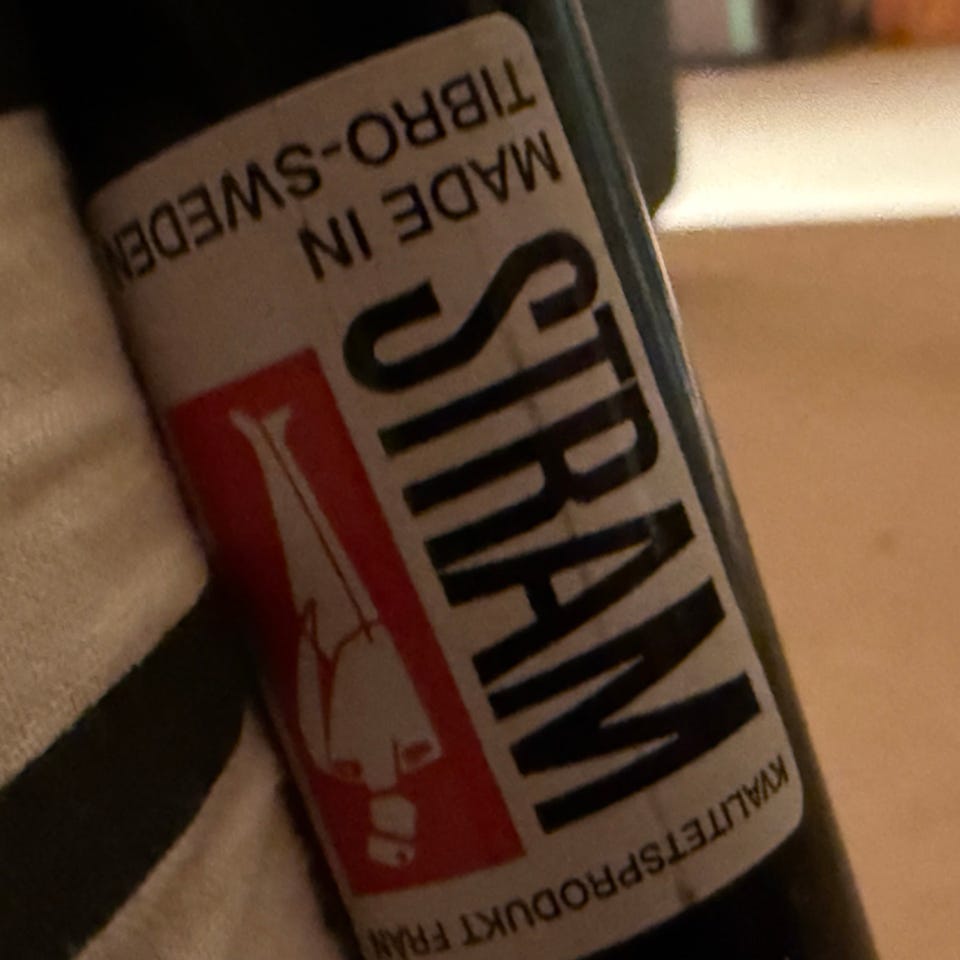 KVALITETSPRODUKT FRÅN
STRAM
MADE IN
TIBRO-SWEDEN